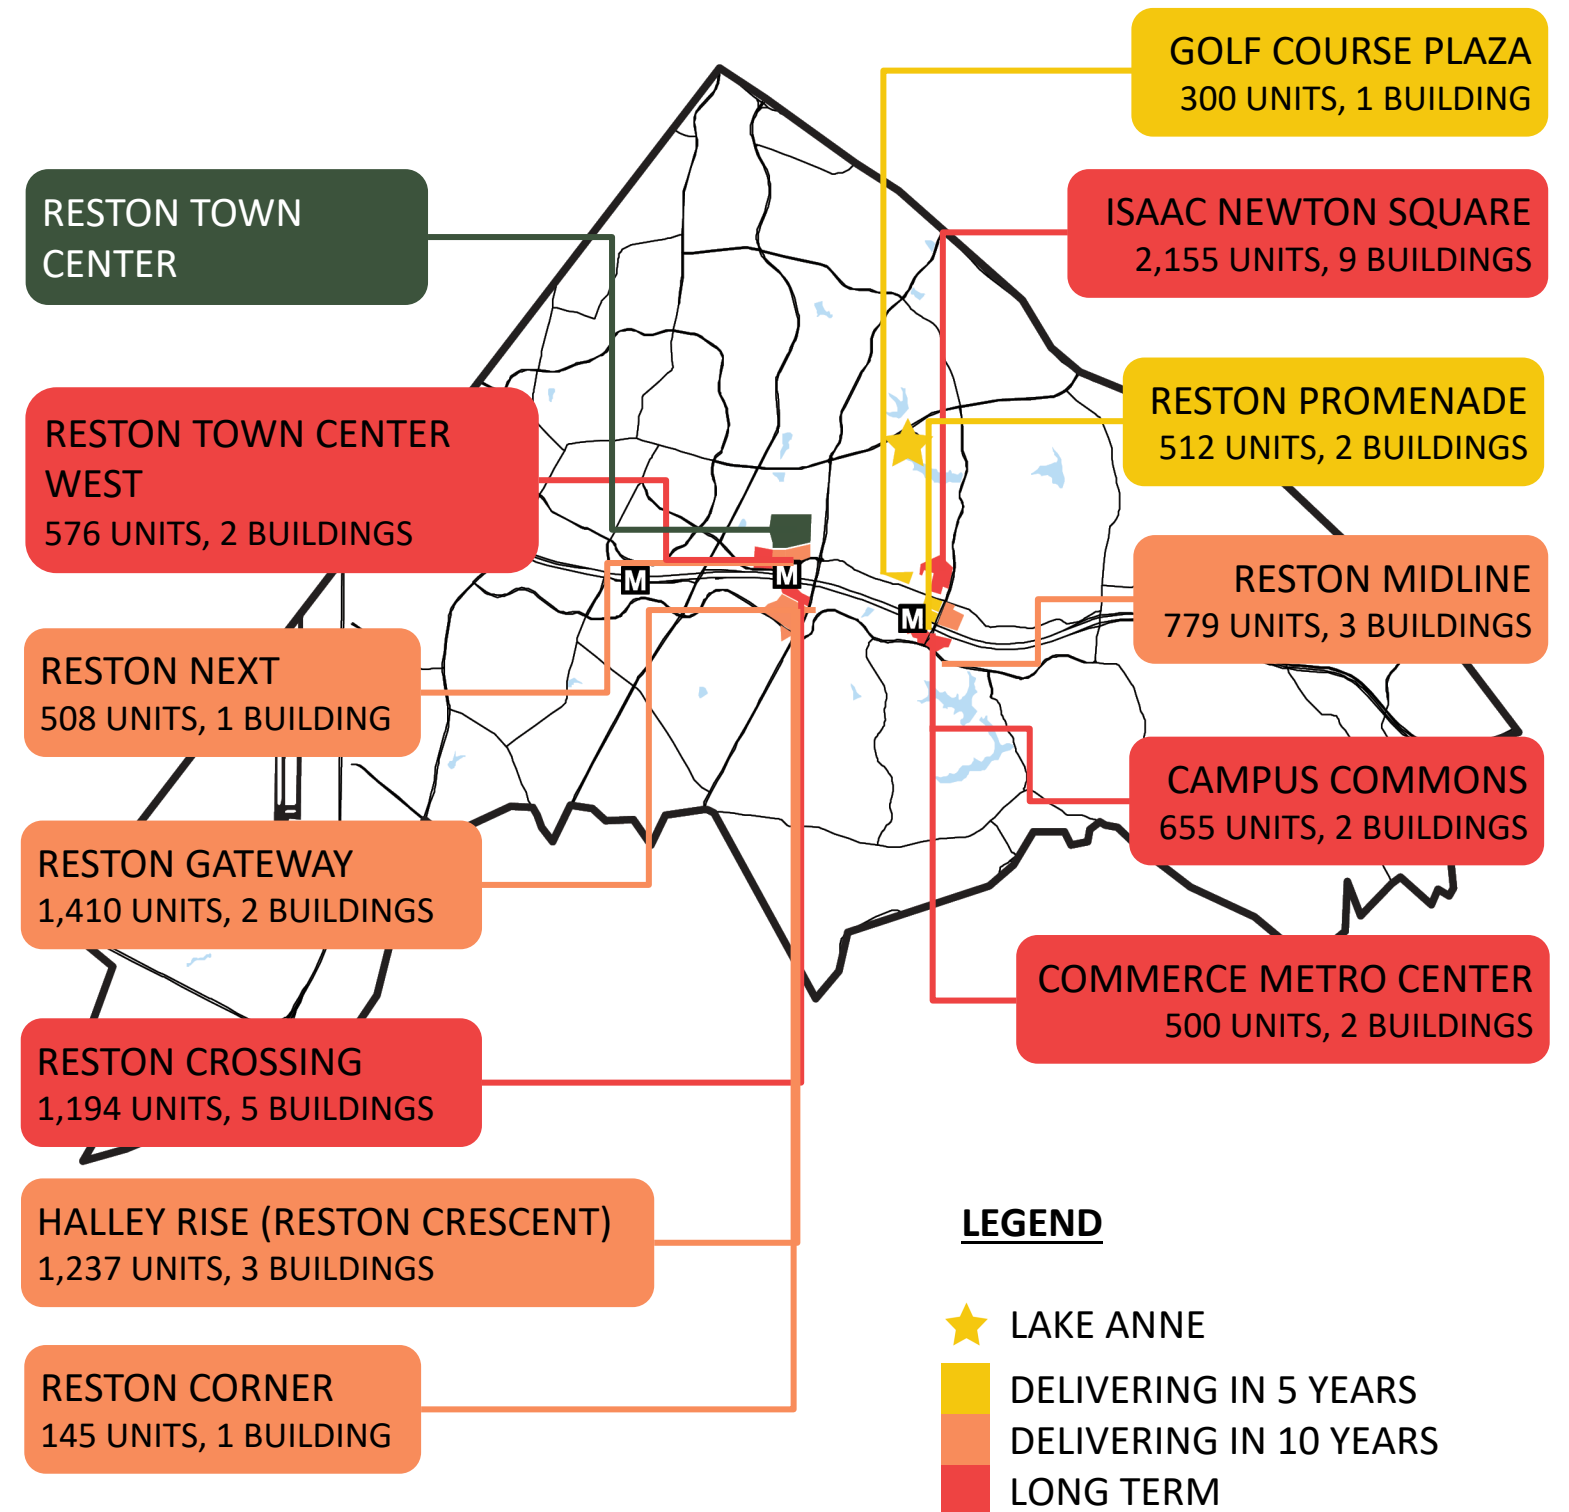 GOLF COURSE PLAZA
300 UNITS, 1 BUILDING
RESTON TOWN
CENTER
ISAAC NEWTON SQUARE
2,155 UNITS, 9 BUILDINGS
RESTON TOWN CENTER
WEST
576 UNITS, 2 BUILDINGS
RESTON PROMENADE
512 UNITS, 2 BUILDINGS
M
M
M
RESTON MIDLINE
779 UNITS, 3 BUILDINGS
RESTON NEXT
508 UNITS, 1 BUILDING
CAMPUS COMMONS
655 UNITS, 2 BUILDINGS
RESTON GATEWAY
1,410 UNITS, 2 BUILDINGS
COMMERCE METRO CENTER
500 UNITS, 2 BUILDINGS
RESTON CROSSING
1,194 UNITS, 5 BUILDINGS
HALLEY RISE (RESTON CRESCENT)
1,237 UNITS, 3 BUILDINGS
RESTON CORNER
145 UNITS, 1 BUILDING
LEGEND
LAKE ANNE
DELIVERING IN 5 YEARS
DELIVERING IN 10 YEARS
LONG TERM